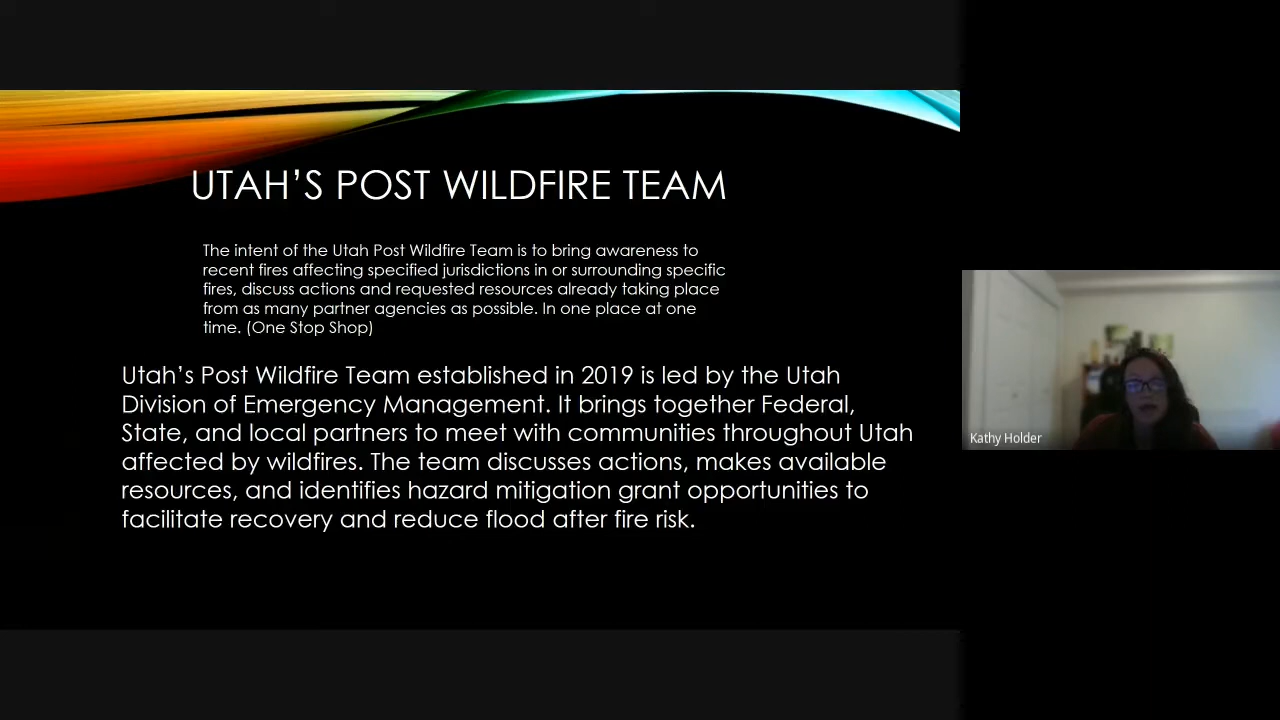 UTAH'S POST WILDFIRE TEAM
The intent of the Utah Post Wildfire Team is to bring awareness to
recent fires affecting specified jurisdictions in or surrounding specific
fires, discuss actions and requested resources already taking place
from as many partner agencies as possible. In one place at one
time. (One Stop Shop)
Utah's Post Wildfire Team established in 2019 is led by the Utah
Division of Emergency Management. It brings together Federal,
State, and local partners to meet with communities throughout Utah
affected by wildfires. The team discusses actions, makes available
resources, and identifies hazard mitigation grant opportunities to
facilitate recovery and reduce flood after fire risk.
Kathy Holder